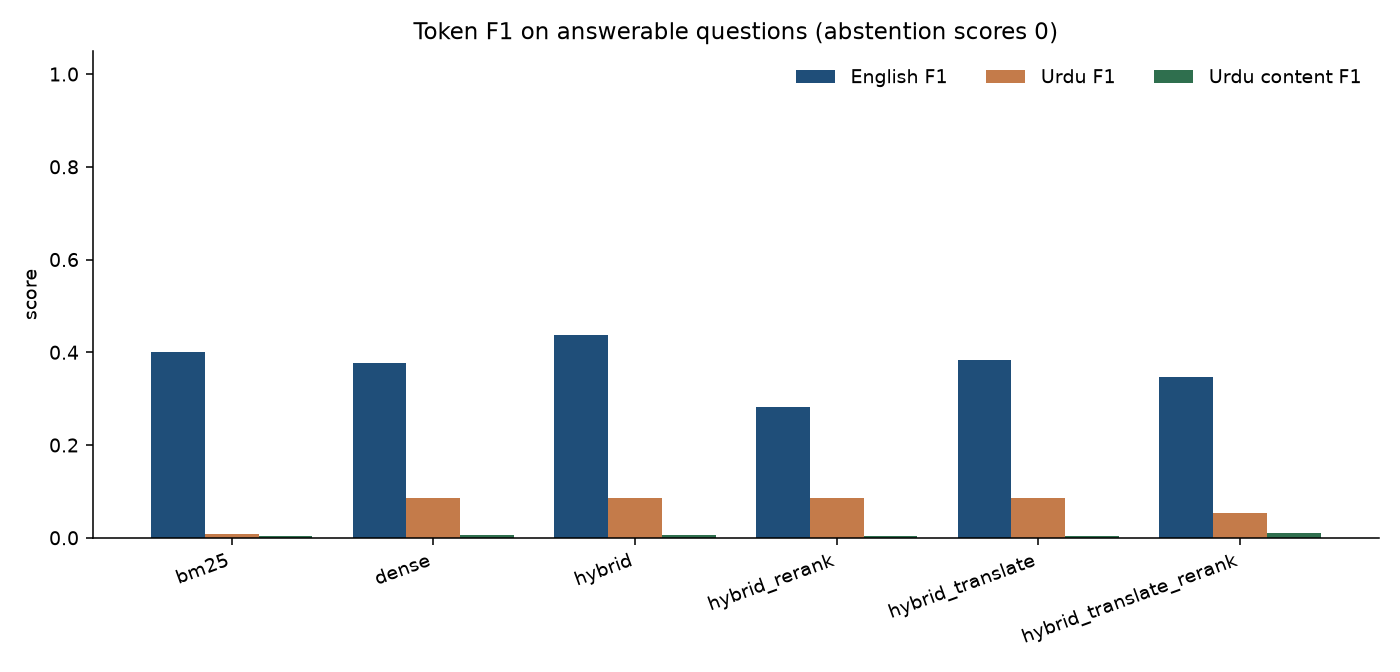 Token F1 on answerable questions (abstention scores 0)
English F1
Urdu F1
Urdu content F1
score
1.0
0.8
0.6
0.4
0.2
0.0
bm25
dense
hybrid
hybrid_rerank
hybrid_translate
hybrid_translate_rerank